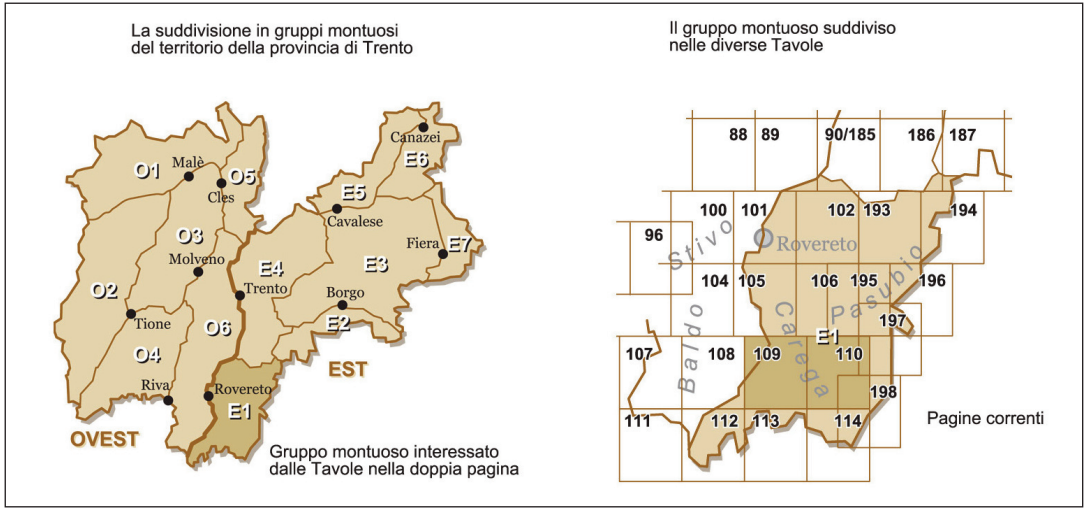 La suddivisione in gruppi montuosi
del territorio della provincia di Trento
Il gruppo montuoso suddiviso
nelle diverse Tavole
Canazei
E6
O1
Malè
O5
Cles
E5
Cavalese
O3
Molveno
Fiera
E7
E4
E3
O2
Trento
Borgo
E2
Tione
O6
O4
EST
Riva
Rovereto
E1
OVEST
Gruppo montuoso interessato
dalle Tavole nella doppia pagina
88 89 90/185 186 187
100 101 102 193 194
96
Stivo
Rovereto
104 105 106 195 196
Pasubio
Baldo
Carega
E1
197
107 108 109 110
198
111 112 113 114
Pagine correnti